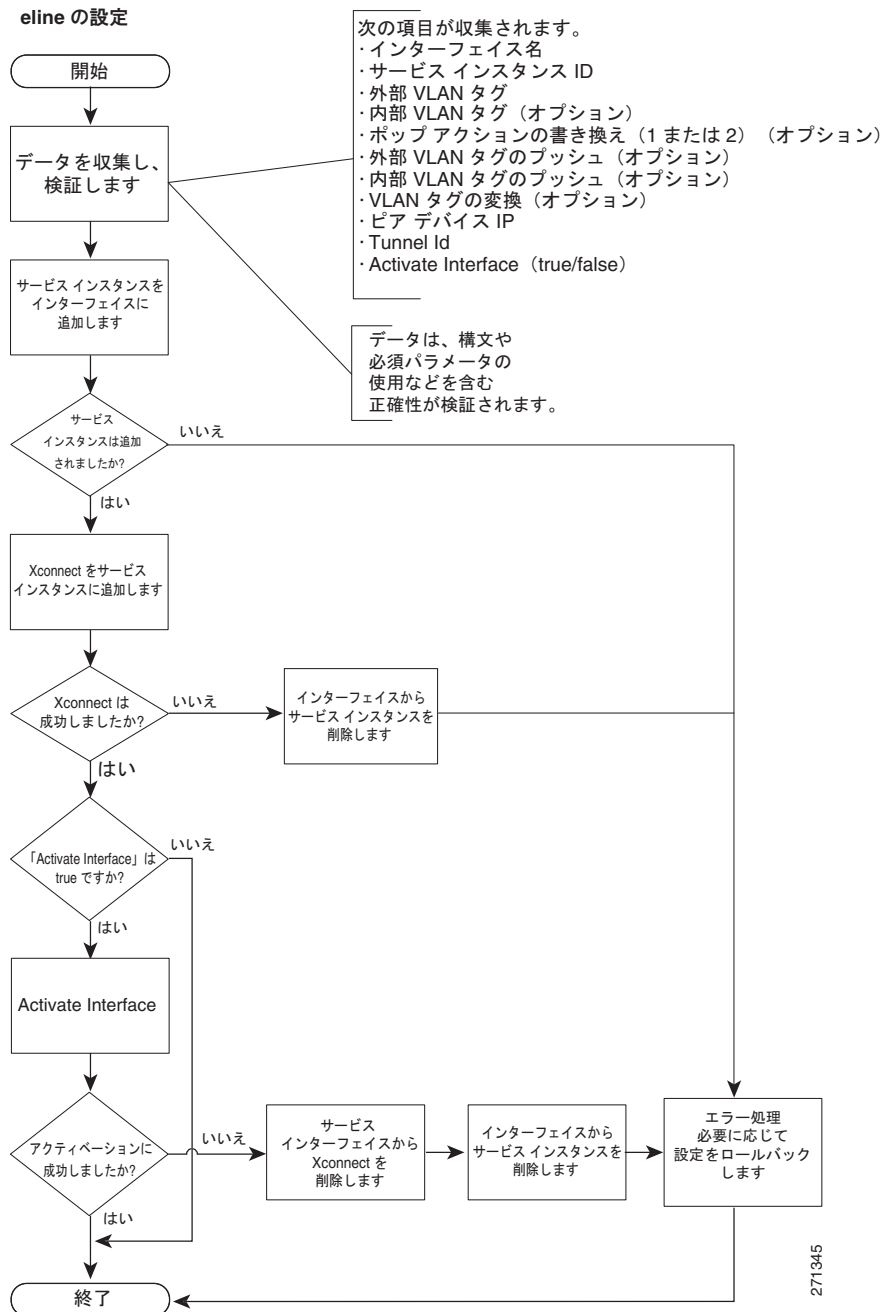 eline の設定
開始
データを収集し、
検証します
次の項目が収集されます。
・インターフェイス名
・サービス インスタンス ID
・外部 VLAN タグ
・内部 VLAN タグ（オプション）
・ポップ アクションの書き換え（1 または 2）（オプション）
・外部 VLAN タグのプッシュ（オプション）
・内部 VLAN タグのプッシュ（オプション）
・VLAN タグの変換（オプション）
・ピア デバイス IP
・Tunnel Id
・Activate Interface（true/false）
データは、構文や
必須パラメータの
使用などを含む
正確性が検証されます。
サービス インスタンスを
インターフェイスに
追加します
サービス
インスタンスは追加
されましたか?
いいえ
はい
Xconnect をサービス
インスタンスに追加します
Xconnect は
成功しましたか?
いいえ
インターフェイスから
サービス インスタンスを
削除します
はい
「Activate Interface」は
true ですか?
いいえ
はい
Activate Interface
アクティベーションに
成功しましたか?
いいえ
サービス
インターフェイスから
Xconnect を
削除します
インターフェイスから
サービス インスタンスを
削除します
エラー処理
必要に応じて
設定をロールバック
します
はい
終了
271345